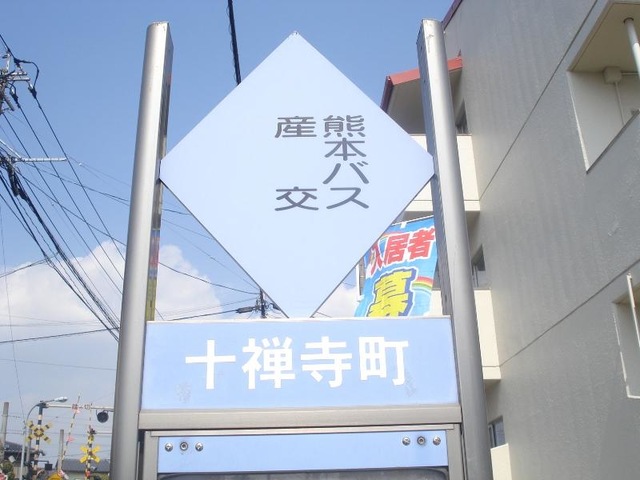 熊本バス
産交
十禅寺町
入居者
募